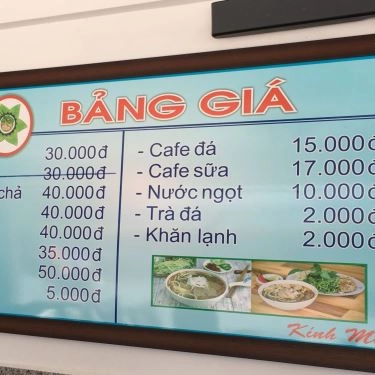 BẢNG GIÁ
30.000đ
30.000đ
chả 40.000đ
40.000đ
40.000đ
35.000đ
50.000đ
5.000đ
- Cafe đá 15.000đ
- Cafe sữa 17.000đ
- Nước ngọt 10.000đ
- Trà đá 2.000đ
- Khăn lạnh 2.000đ
Kính M